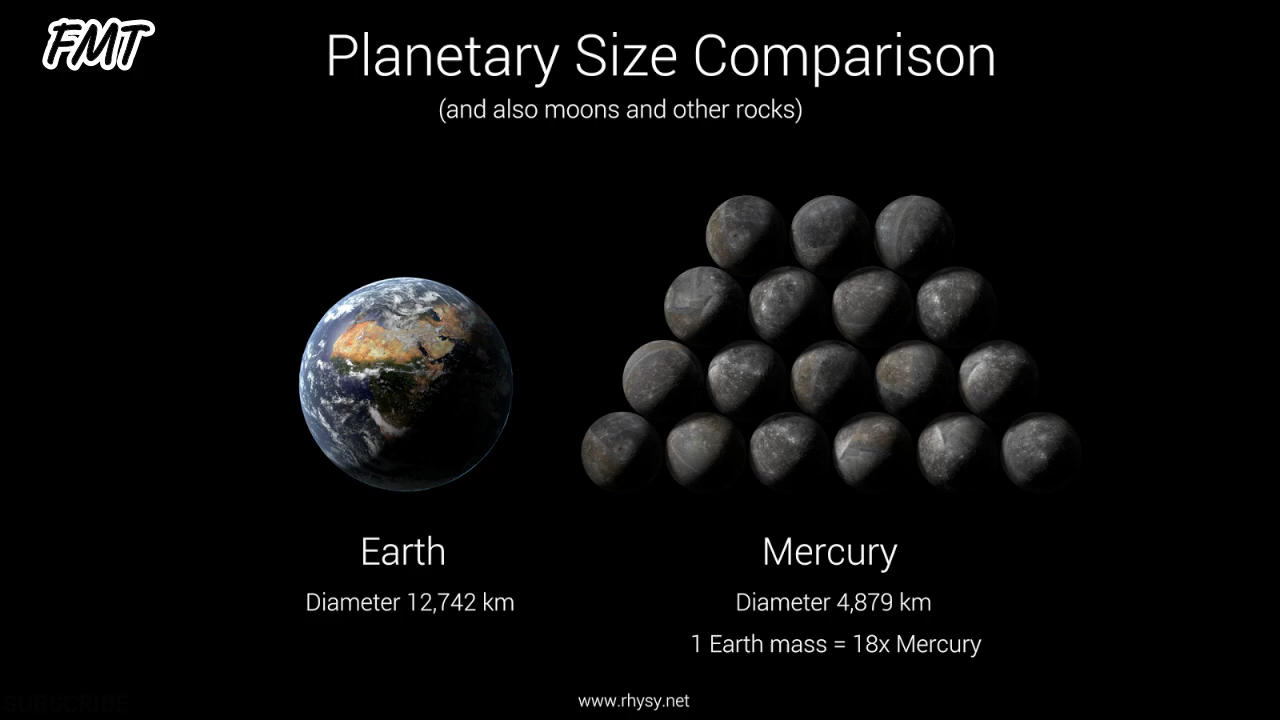 FMT
Planetary Size Comparison
(and also moons and other rocks)
Earth
Diameter 12,742 km
Mercury
Diameter 4,879 km
1 Earth mass = 18x Mercury
www.rhysy.net
SUBSCRIBE